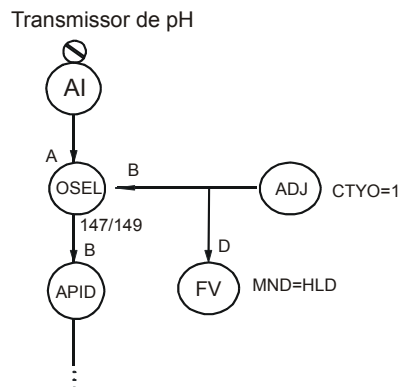 Transmissor de pH
AI
A
B
OSEL
ADJ
CTYO=1
147/149
B
D
APID
FV
MND=HLD